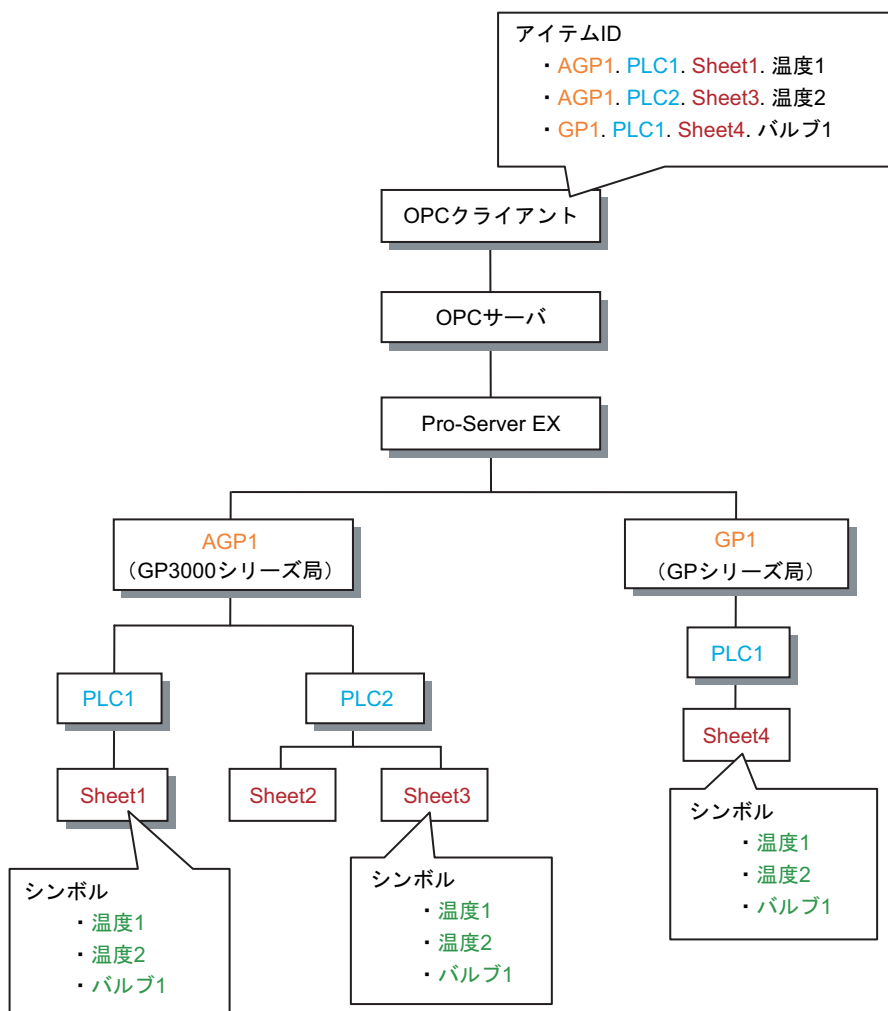 アイテムID
・AGP1. PLC1. Sheet1. 温度1
・AGP1. PLC2. Sheet3. 温度2
・GP1. PLC1. Sheet4. バルブ1
OPCクライアント
OPCサーバ
Pro-Server EX
AGP1
（GP3000シリーズ局）
GP1
（GPシリーズ局）
PLC1
PLC2
PLC1
Sheet1
Sheet2
Sheet3
Sheet4
シンボル
・温度1
・温度2
・バルブ1
シンボル
・温度1
・温度2
・バルブ1
シンボル
・温度1
・温度2
・バルブ1